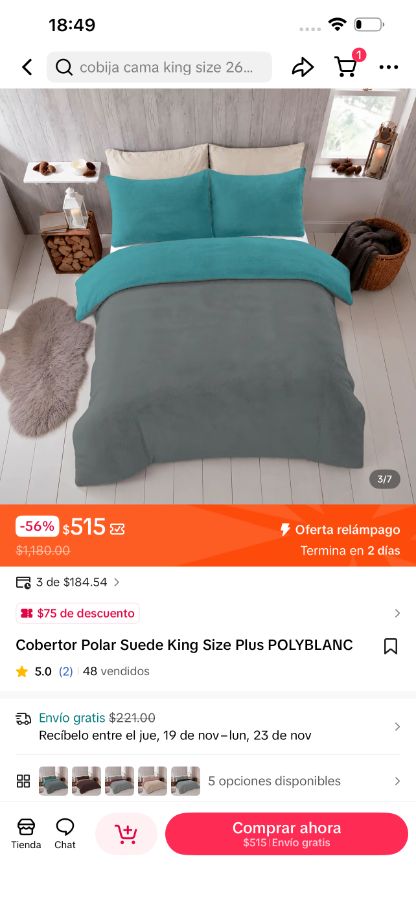 18:49
cobija cama king size 26...
1
3/7
-56% $515
Oferta relámpago
$1,180.00
Termina en 2 días
3 de $184.54
$75 de descuento
Cobertor Polar Suede King Size Plus POLYBLANC
5.0 (2) 48 vendidos
Envío gratis $221.00
Recíbelo entre el jue, 19 de nov–lun, 23 de nov
5 opciones disponibles
Tienda
Chat
Comprar ahora
$515 | Envío gratis